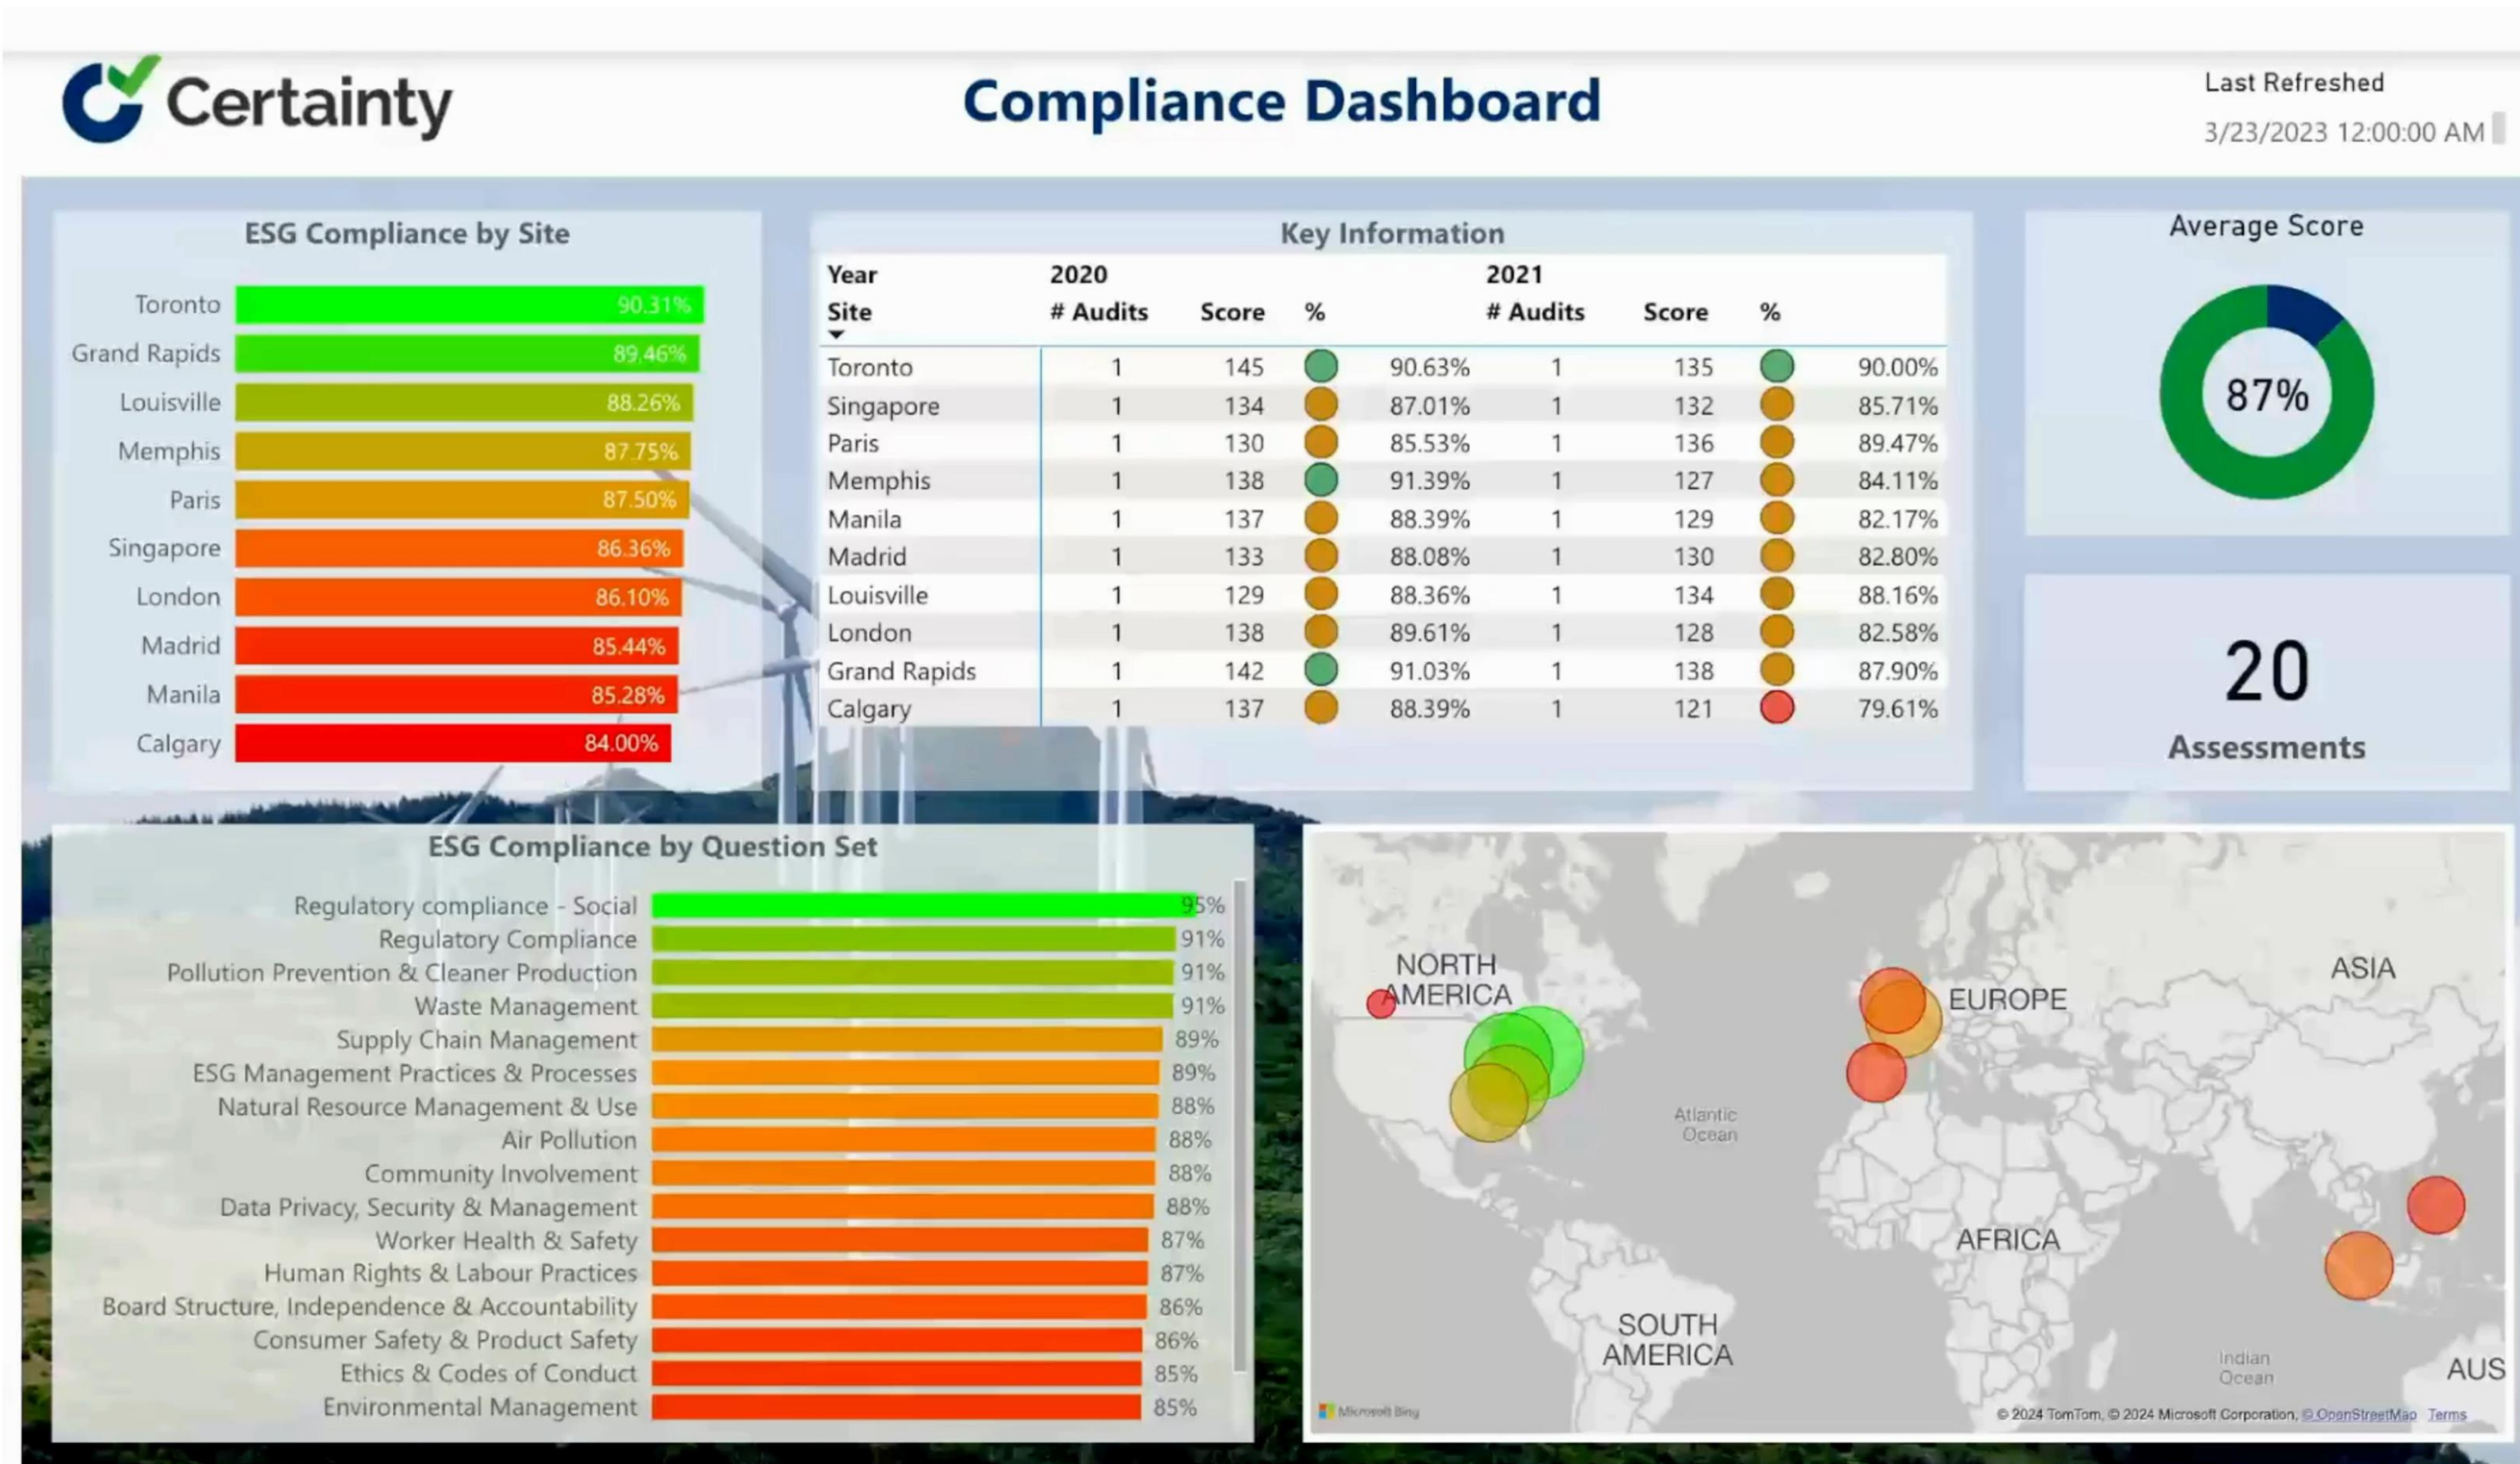 Certainty
Compliance Dashboard
Last Refreshed
3/23/2023 12:00:00 AM
ESG Compliance by Site
Toronto 90.31%
Grand Rapids 89.46%
Louisville 88.26%
Memphis 87.75%
Paris 87.50%
Singapore 86.36%
London 86.10%
Madrid 85.44%
Manila 85.28%
Calgary 84.00%
Key Information
Year 2020 2021
Site # Audits Score % # Audits Score %
Toronto 1 145 90.63% 1 135 90.00%
Singapore 1 134 87.01% 1 132 85.71%
Paris 1 130 85.53% 1 136 89.47%
Memphis 1 138 91.39% 1 127 84.11%
Manila 1 137 88.39% 1 129 82.17%
Madrid 1 133 88.08% 1 130 82.80%
Louisville 1 129 88.36% 1 134 88.16%
London 1 138 89.61% 1 128 82.58%
Grand Rapids 1 142 91.03% 1 138 87.90%
Calgary 1 137 88.39% 1 121 79.61%
Average Score
87%
20
Assessments
ESG Compliance by Question Set
Regulatory compliance - Social 95%
Regulatory Compliance 91%
Pollution Prevention & Cleaner Production 91%
Waste Management 91%
Supply Chain Management 89%
ESG Management Practices & Processes 89%
Natural Resource Management & Use 88%
Air Pollution 88%
Community Involvement 88%
Data Privacy, Security & Management 88%
Worker Health & Safety 87%
Human Rights & Labour Practices 87%
Board Structure, Independence & Accountability 86%
Consumer Safety & Product Safety 86%
Ethics & Codes of Conduct 85%
Environmental Management 85%
NORTH
AMERICA
EUROPE
ASIA
Atlantic
Ocean
AFRICA
SOUTH
AMERICA
Indian
Ocean
AUS
Microsoft Bing
© 2024 TomTom, © 2024 Microsoft Corporation, © OpenStreetMap Terms